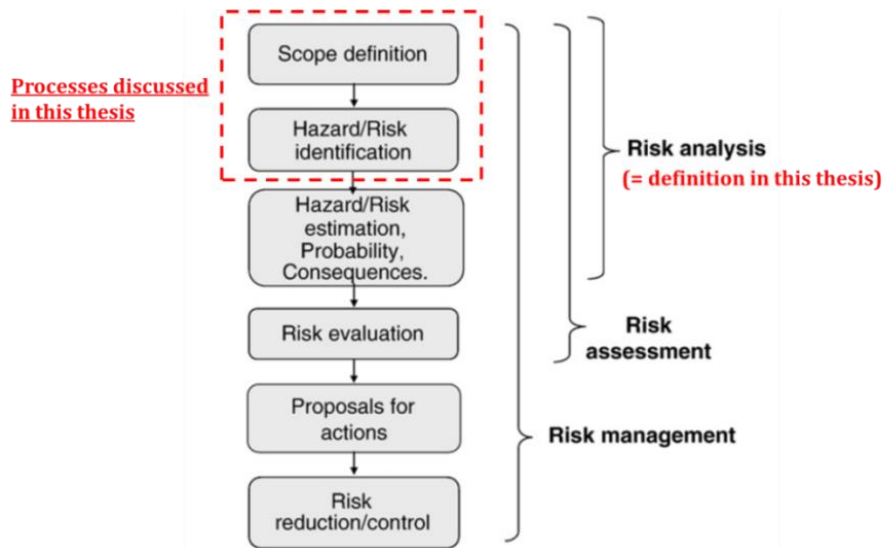 Scope definition
Processes discussed
in this thesis
Hazard/Risk
identification
Risk analysis
(= definition in this thesis)
Hazard/Risk
estimation,
Probability,
Consequences.
Risk evaluation
Risk
assessment
Proposals for
actions
Risk management
Risk
reduction/control